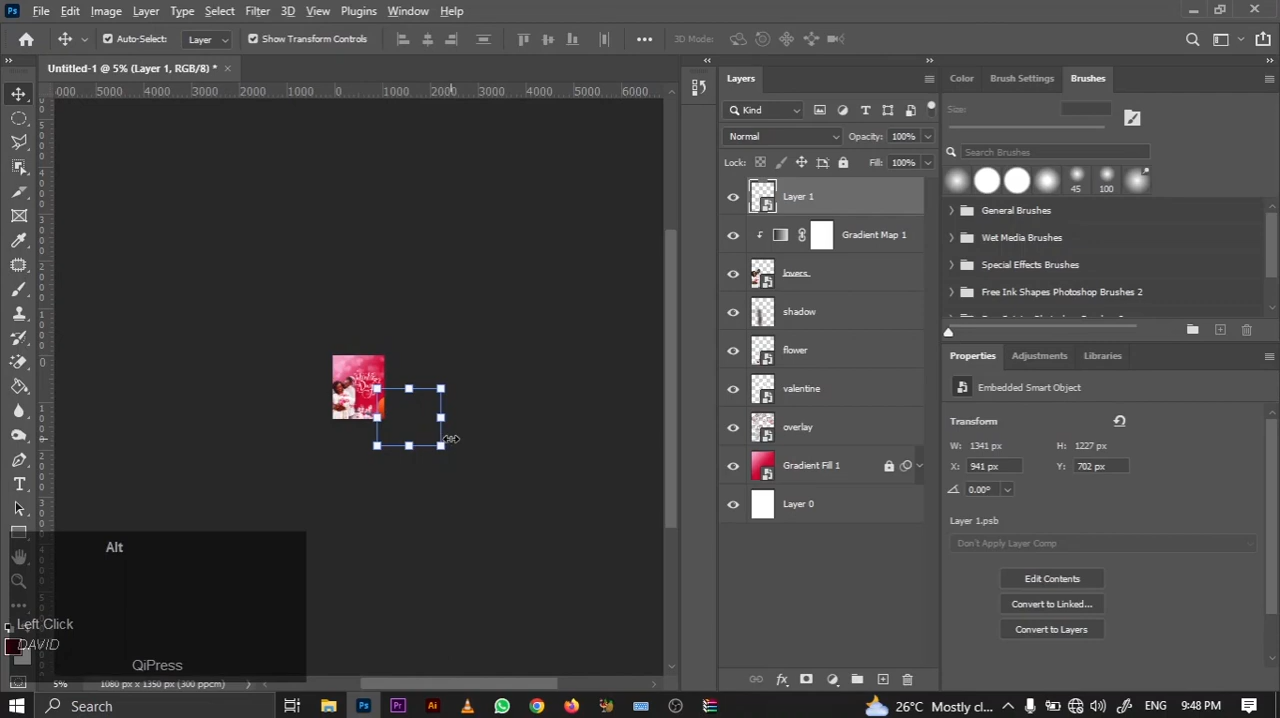 Ps File Edit Image Layer Type Select Filter 3D View Plugins Window Help
Auto-Select: Layer Show Transform Controls 3D Mode:
Untitled-1 @ 5% (Layer 1, RGB/8) *
000 5000 4000 3000 2000 1000 0 1000 2000 3000 4000 5000 6000
Layers
Kind
Normal Opacity: 100%
Lock: Fill: 100%
Layer 1
Gradient Map 1
lovers.
shadow
flower
valentine
overlay
Gradient Fill 1
Layer 0
Color Brush Settings Brushes
Size:
Search Brushes
45 100
General Brushes
Wet Media Brushes
Special Effects Brushes
Free Ink Shapes Photoshop Brushes 2
Properties Adjustments Libraries
Embedded Smart Object
Transform
W: 1341 px H: 1227 px
X: 941 px Y: 702 px
0.00°
Layer 1.psb
Don't Apply Layer Comp
Edit Contents
Convert to Linked...
Convert to Layers
Alt
Left Click
DAVID
QiPress
5% 1080 px x 1350 px (300 ppcm)
Search Ps Pr Ai 26°C Mostly cl... ENG 9:48 PM